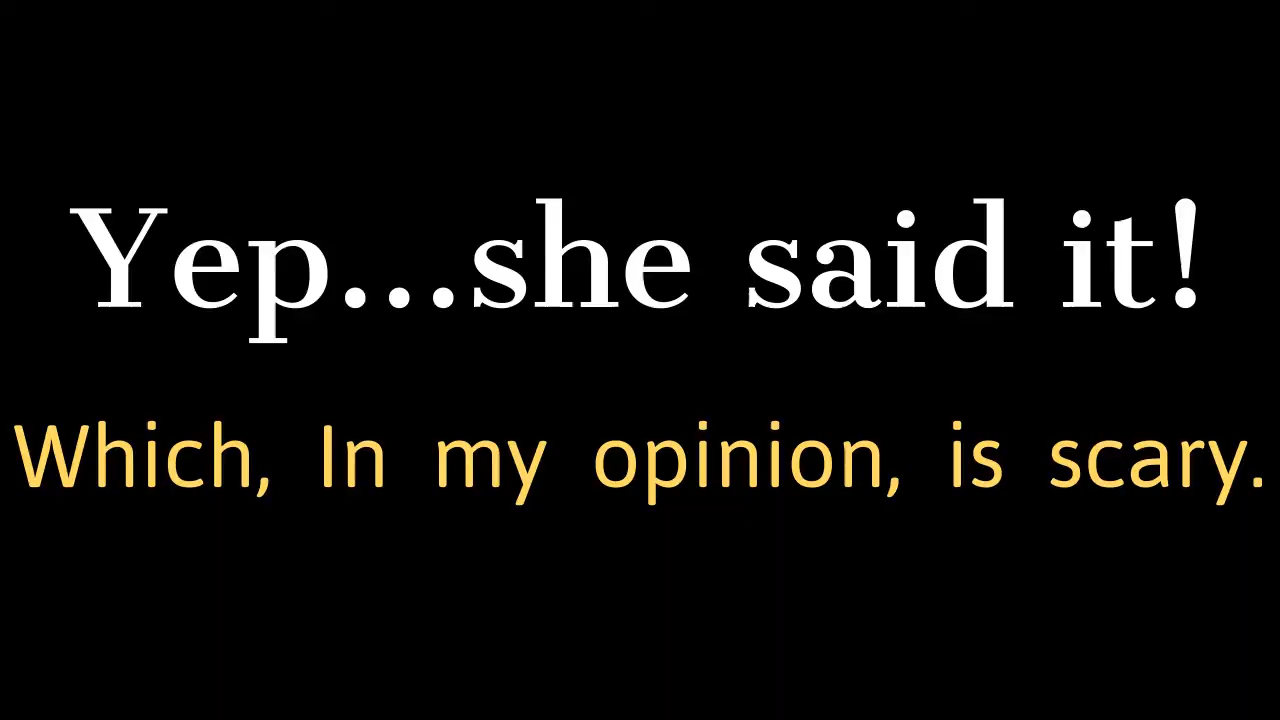 Yep...she said it!
Which, In my opinion, is scary.